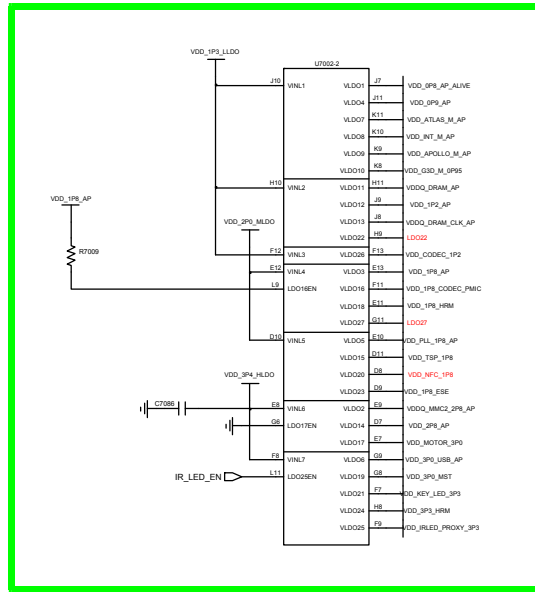 VDD_1P3_LLDO
U7002-2
J10 VINL1 VLDO1 J7 VDD_0P8_AP_ALIVE
VLDO4 J11 VDD_0P9_AP
VLDO7 K11 VDD_ATLAS_M_AP
VLDO8 K10 VDD_INT_M_AP
VLDO9 K9 VDD_APOLLO_M_AP
VLDO10 K8 VDD_G3D_M_0P95
H10 VINL2 VLDO11 H11 VDDQ_DRAM_AP
VDD_1P8_AP
VLDO12 J9 VDD_1P2_AP
VDD_2P0_MLDO
VLDO13 J8 VDDQ_DRAM_CLK_AP
VLDO22 H9 LDO22
R7009
F12 VINL3 VLDO26 F13 VDD_CODEC_1P2
E12 VINL4 VLDO3 E13 VDD_1P8_AP
L9 LDO16EN VLDO16 F11 VDD_1P8_CODEC_PMIC
VLDO18 E11 VDD_1P8_HRM
VLDO27 G11 LDO27
D10 VINL5 VLDO5 E10 VDD_PLL_1P8_AP
VLDO15 D11 VDD_TSP_1P8
VDD_3P4_HLDO
VLDO20 D8 VDD_NFC_1P8
VLDO23 D9 VDD_1P8_ESE
C7086 E8 VINL6 VLDO2 E9 VDDQ_MMC2_2P8_AP
G6 LDO17EN VLDO14 D7 VDD_2P8_AP
VLDO17 E7 VDD_MOTOR_3P0
F8 VINL7 VLDO6 G9 VDD_3P0_USB_AP
IR_LED_EN L11 LDO25EN VLDO19 G8 VDD_3P0_MST
VLDO21 F7 VDD_KEY_LED_3P3
VLDO24 H8 VDD_3P3_HRM
VLDO25 F9 VDD_IRLED_PROXY_3P3